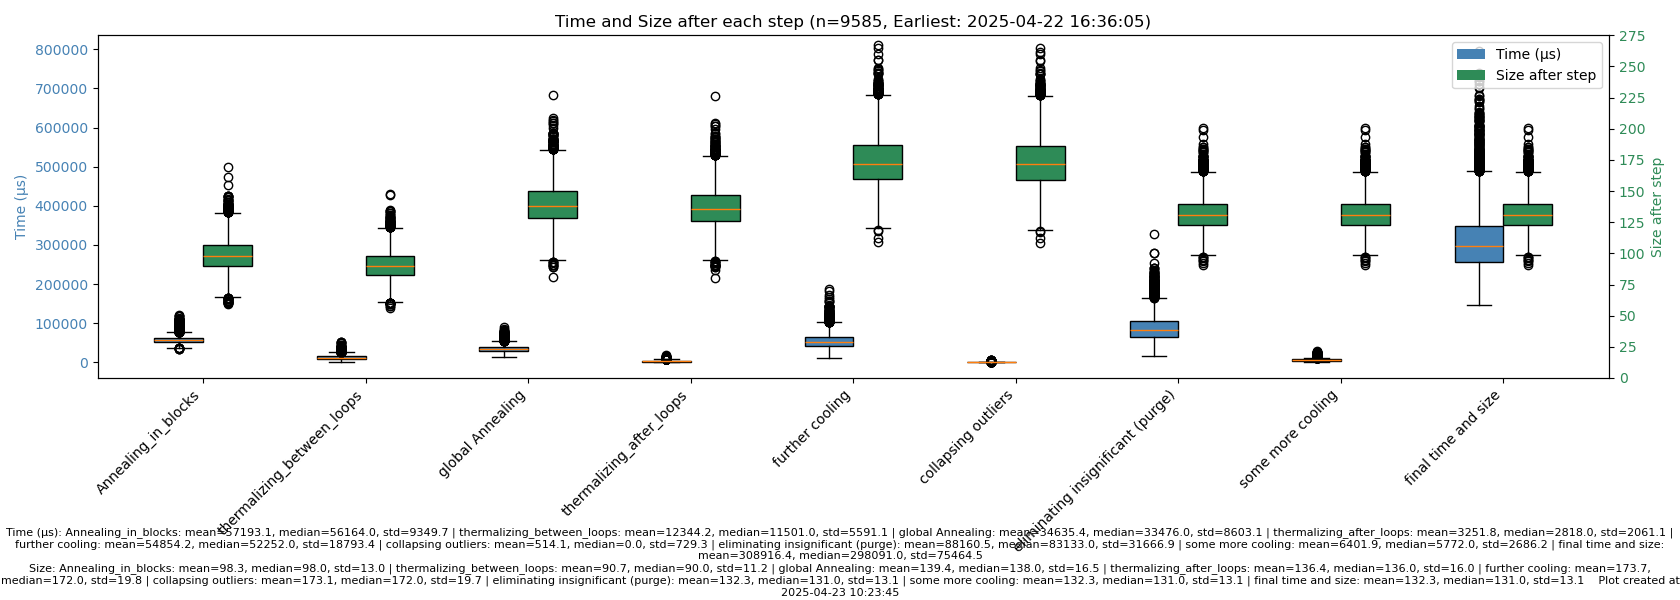 Time and Size after each step (n=9585, Earliest: 2025-04-22 16:36:05)
800000
700000
600000
500000
400000
300000
200000
100000
0
Time (µs)
275
250
225
200
175
150
125
100
75
50
25
0
Size after step
Time (µs)
Size after step
Annealing_in_blocks
thermalizing_between_loops
global Annealing
thermalizing_after_loops
further cooling
collapsing outliers
eliminating insignificant (purge)
some more cooling
final time and size
Time (µs): Annealing_in_blocks: mean=57193.1, median=56164.0, std=9349.7 | thermalizing_between_loops: mean=12344.2, median=11501.0, std=5591.1 | global Annealing: mean=34635.4, median=33476.0, std=8603.1 | thermalizing_after_loops: mean=3251.8, median=2818.0, std=2061.1 |
further cooling: mean=54854.2, median=52252.0, std=18793.4 | collapsing outliers: mean=514.1, median=0.0, std=729.3 | eliminating insignificant (purge): mean=88160.5, median=83133.0, std=31666.9 | some more cooling: mean=6401.9, median=5772.0, std=2686.2 | final time and size:
mean=308916.4, median=298091.0, std=75464.5
Size: Annealing_in_blocks: mean=98.3, median=98.0, std=13.0 | thermalizing_between_loops: mean=90.7, median=90.0, std=11.2 | global Annealing: mean=139.4, median=138.0, std=16.5 | thermalizing_after_loops: mean=136.4, median=136.0, std=16.0 | further cooling: mean=173.7,
median=172.0, std=19.8 | collapsing outliers: mean=173.1, median=172.0, std=19.7 | eliminating insignificant (purge): mean=132.3, median=131.0, std=13.1 | some more cooling: mean=132.3, median=131.0, std=13.1 | final time and size: mean=132.3, median=131.0, std=13.1    Plot created at
2025-04-23 10:23:45